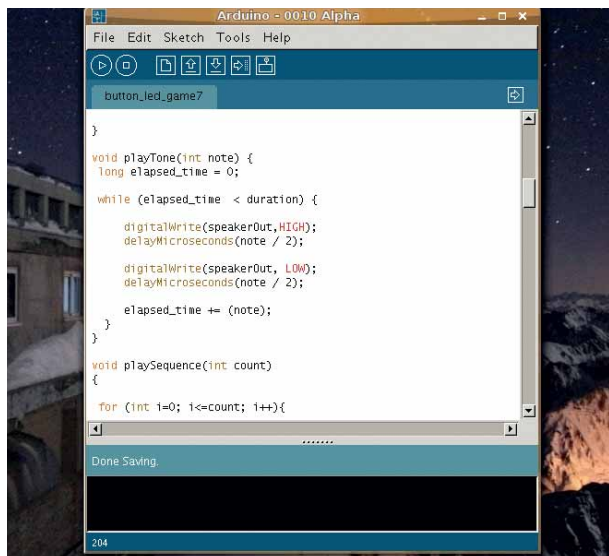 Arduino - 0010 Alpha
File Edit Sketch Tools Help
button_led_game7
}
void playTone(int note) {
long elapsed_time = 0;
while (elapsed_time < duration) {
digitalWrite(speakerOut,HIGH);
delayMicroseconds(note / 2);
digitalWrite(speakerOut, LOW);
delayMicroseconds(note / 2);
elapsed_time += (note);
}
}
void playSequence(int count)
{
for (int i=0; i<=count; i++){
Done Saving.
204